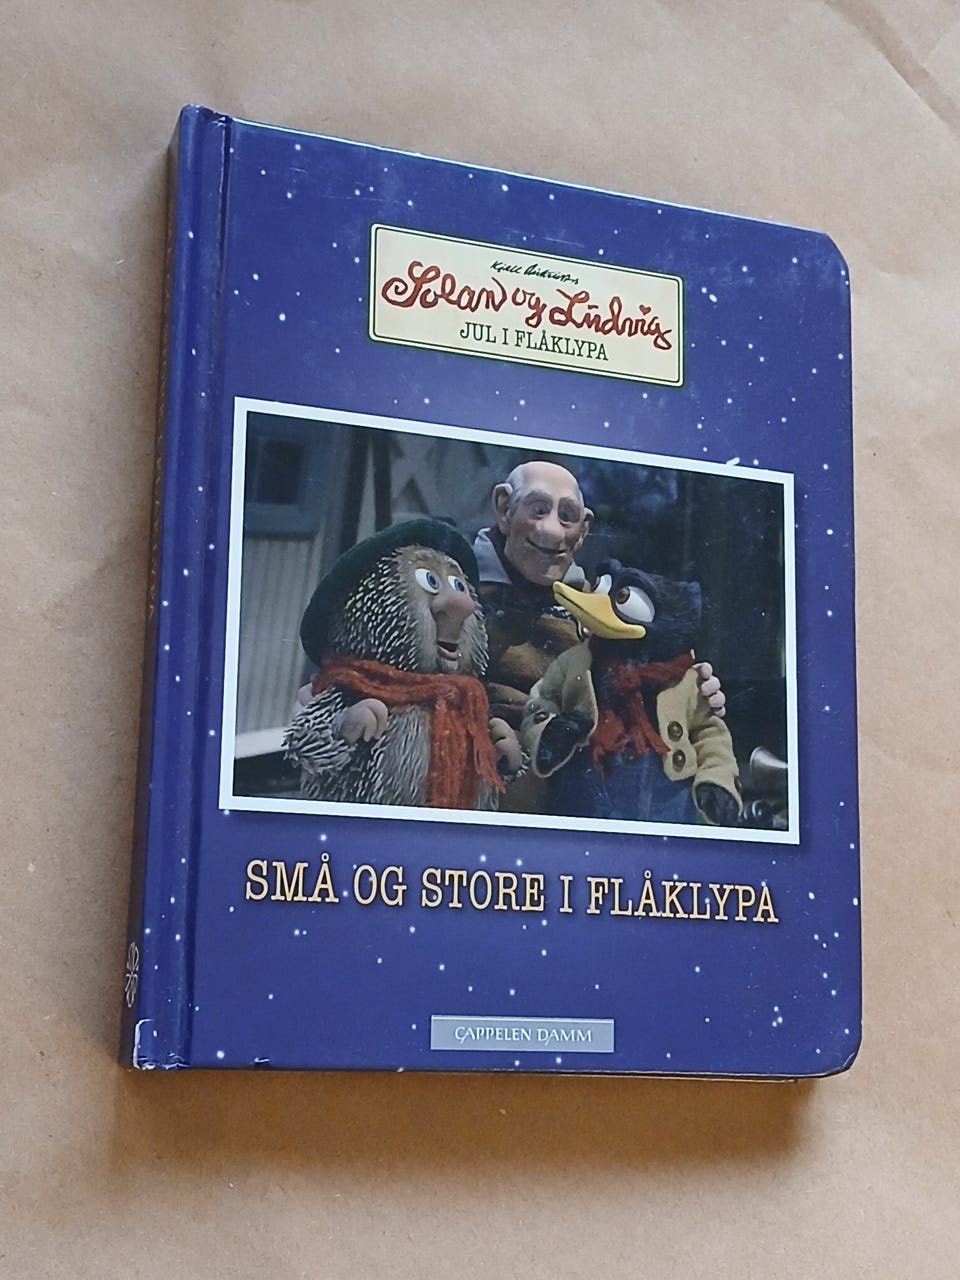 Kjell Aukrusts
Solan og Ludvig
JUL I FLÅKLYPA
SMÅ OG STORE I FLÅKLYPA
CAPPELEN DAMM